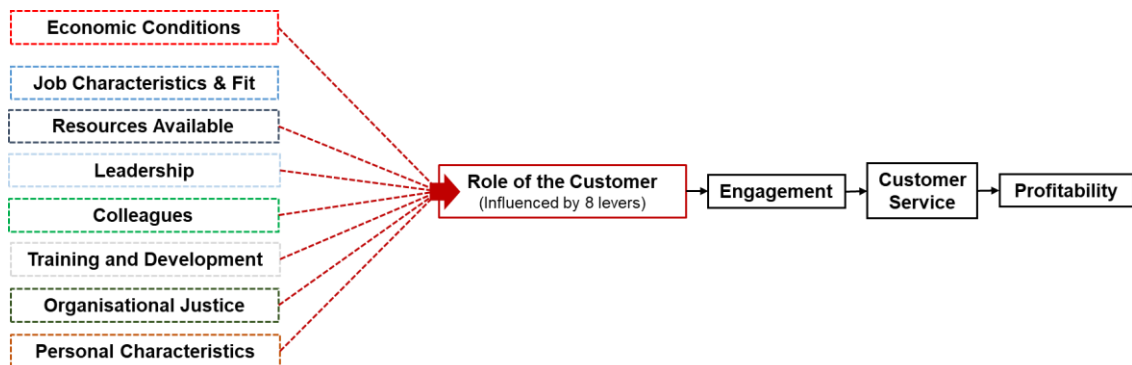 Economic Conditions
Job Characteristics & Fit
Resources Available
Leadership
Colleagues
Training and Development
Organisational Justice
Personal Characteristics
Role of the Customer
(Influenced by 8 levers)
Engagement
Customer
Service
Profitability